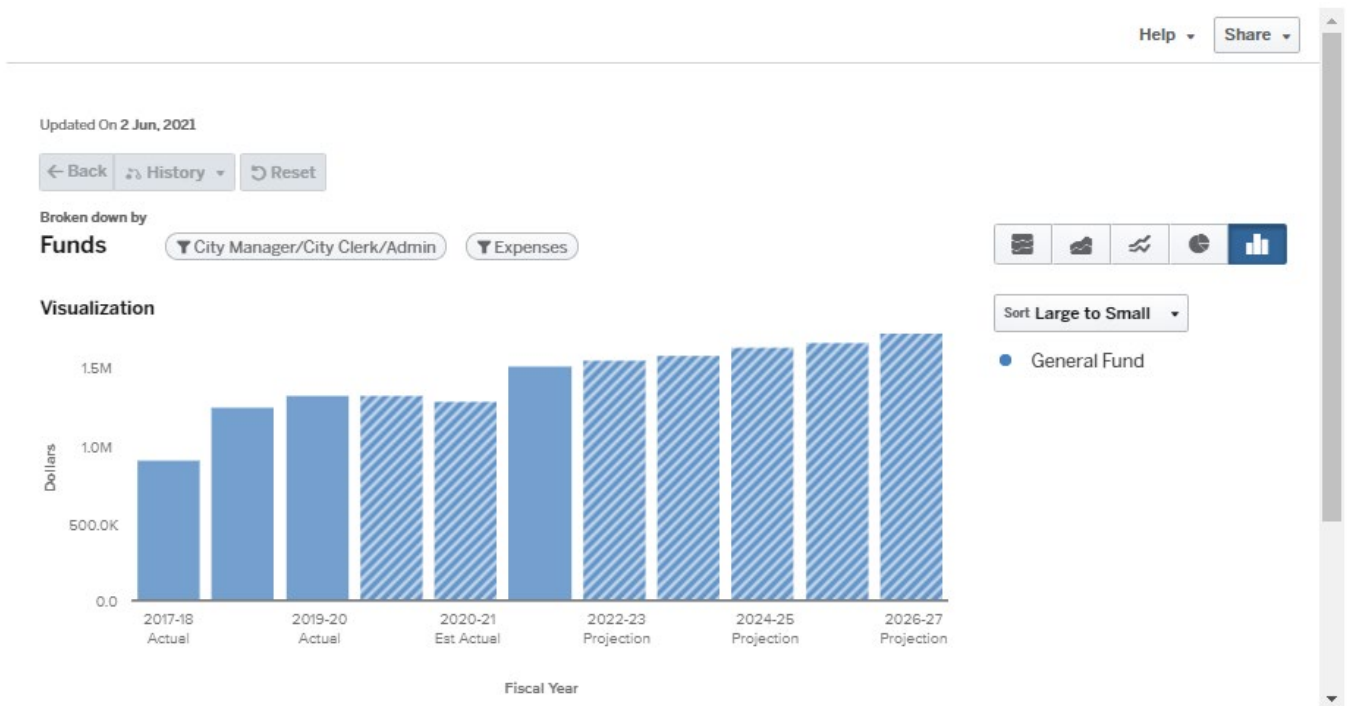 Help Share
Updated On 2 Jun, 2021
Back History Reset
Broken down by
Funds City Manager/City Clerk/Admin Expenses
Visualization
Sort Large to Small
General Fund
1.5M
1.0M
500.0K
0.0
Dollars
2017-18 2019-20 2020-21 2022-23 2024-25 2026-27
Actual Actual Est Actual Projection Projection Projection
Fiscal Year